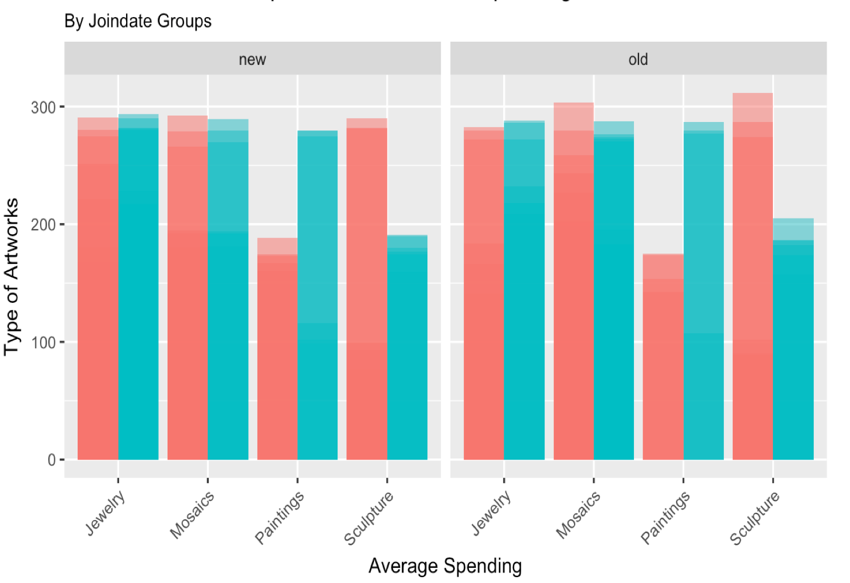 By Joindate Groups
new
old
300
200
100
0
Type of Artworks
Jewelry
Mosaics
Paintings
Sculpture
Jewelry
Mosaics
Paintings
Sculpture
Average Spending